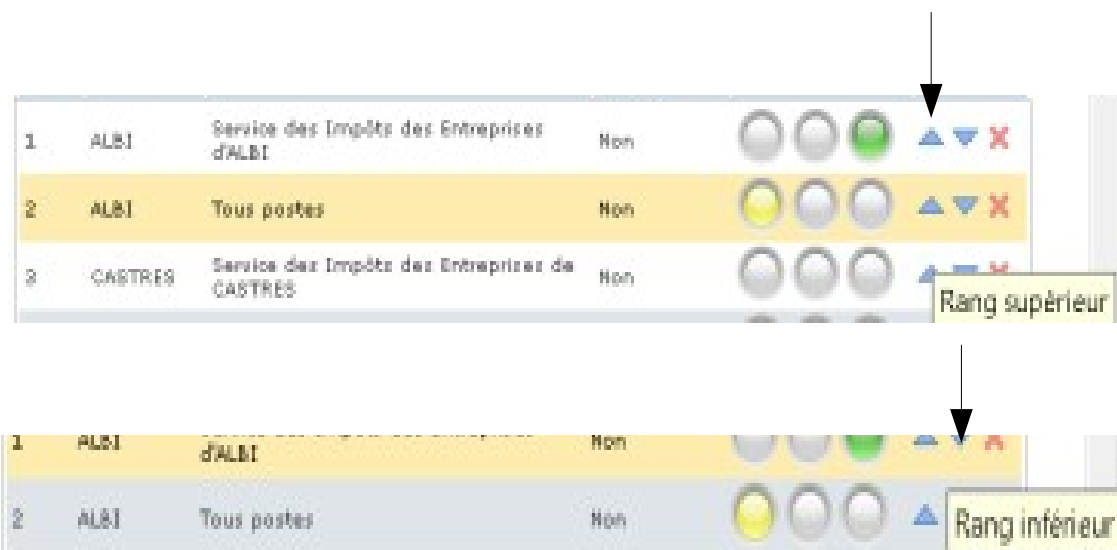 1 ALBI Service des Impôts des Entreprises d'ALBI Non
2 ALBI Tous postes Non
3 CASTRES Service des Impôts des Entreprises de CASTRES Non
Rang supérieur
1 ALBI d'ALBI Non
2 ALBI Tous postes Non
Rang inférieur